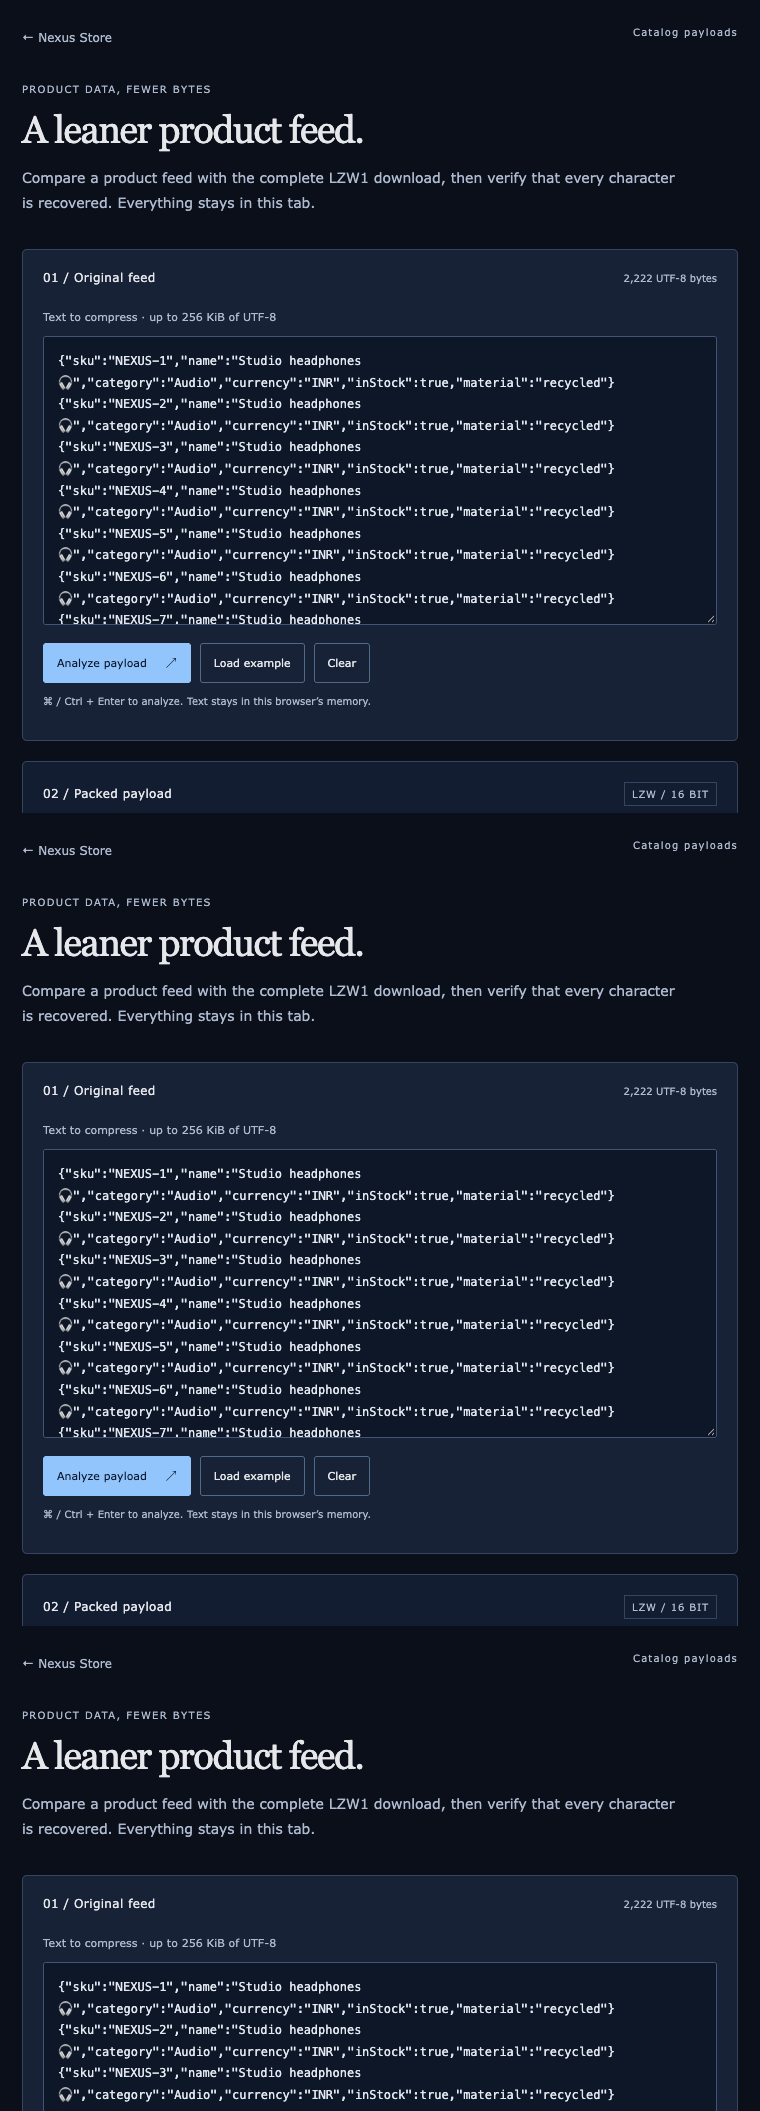 ← Nexus Store
Catalog payloads
PRODUCT DATA, FEWER BYTES
A leaner product feed.
Compare a product feed with the complete LZW1 download, then verify that every character
is recovered. Everything stays in this tab.
01 / Original feed
2,222 UTF-8 bytes
Text to compress · up to 256 KiB of UTF-8
{"sku":"NEXUS-1","name":"Studio headphones
🎧","category":"Audio","currency":"INR","inStock":true,"material":"recycled"}
{"sku":"NEXUS-2","name":"Studio headphones
🎧","category":"Audio","currency":"INR","inStock":true,"material":"recycled"}
{"sku":"NEXUS-3","name":"Studio headphones
🎧","category":"Audio","currency":"INR","inStock":true,"material":"recycled"}
{"sku":"NEXUS-4","name":"Studio headphones
🎧","category":"Audio","currency":"INR","inStock":true,"material":"recycled"}
{"sku":"NEXUS-5","name":"Studio headphones
🎧","category":"Audio","currency":"INR","inStock":true,"material":"recycled"}
{"sku":"NEXUS-6","name":"Studio headphones
🎧","category":"Audio","currency":"INR","inStock":true,"material":"recycled"}
{"sku":"NEXUS-7","name":"Studio headphones
Analyze payload ↗
Load example
Clear
⌘ / Ctrl + Enter to analyze. Text stays in this browser’s memory.
02 / Packed payload
LZW / 16 BIT
← Nexus Store
Catalog payloads
PRODUCT DATA, FEWER BYTES
A leaner product feed.
Compare a product feed with the complete LZW1 download, then verify that every character
is recovered. Everything stays in this tab.
01 / Original feed
2,222 UTF-8 bytes
Text to compress · up to 256 KiB of UTF-8
{"sku":"NEXUS-1","name":"Studio headphones
🎧","category":"Audio","currency":"INR","inStock":true,"material":"recycled"}
{"sku":"NEXUS-2","name":"Studio headphones
🎧","category":"Audio","currency":"INR","inStock":true,"material":"recycled"}
{"sku":"NEXUS-3","name":"Studio headphones
🎧","category":"Audio","currency":"INR","inStock":true,"material":"recycled"}
{"sku":"NEXUS-4","name":"Studio headphones
🎧","category":"Audio","currency":"INR","inStock":true,"material":"recycled"}
{"sku":"NEXUS-5","name":"Studio headphones
🎧","category":"Audio","currency":"INR","inStock":true,"material":"recycled"}
{"sku":"NEXUS-6","name":"Studio headphones
🎧","category":"Audio","currency":"INR","inStock":true,"material":"recycled"}
{"sku":"NEXUS-7","name":"Studio headphones
Analyze payload ↗
Load example
Clear
⌘ / Ctrl + Enter to analyze. Text stays in this browser’s memory.
02 / Packed payload
LZW / 16 BIT
← Nexus Store
Catalog payloads
PRODUCT DATA, FEWER BYTES
A leaner product feed.
Compare a product feed with the complete LZW1 download, then verify that every character
is recovered. Everything stays in this tab.
01 / Original feed
2,222 UTF-8 bytes
Text to compress · up to 256 KiB of UTF-8
{"sku":"NEXUS-1","name":"Studio headphones
🎧","category":"Audio","currency":"INR","inStock":true,"material":"recycled"}
{"sku":"NEXUS-2","name":"Studio headphones
🎧","category":"Audio","currency":"INR","inStock":true,"material":"recycled"}
{"sku":"NEXUS-3","name":"Studio headphones
🎧","category":"Audio","currency":"INR","inStock":true,"material":"recycled"}